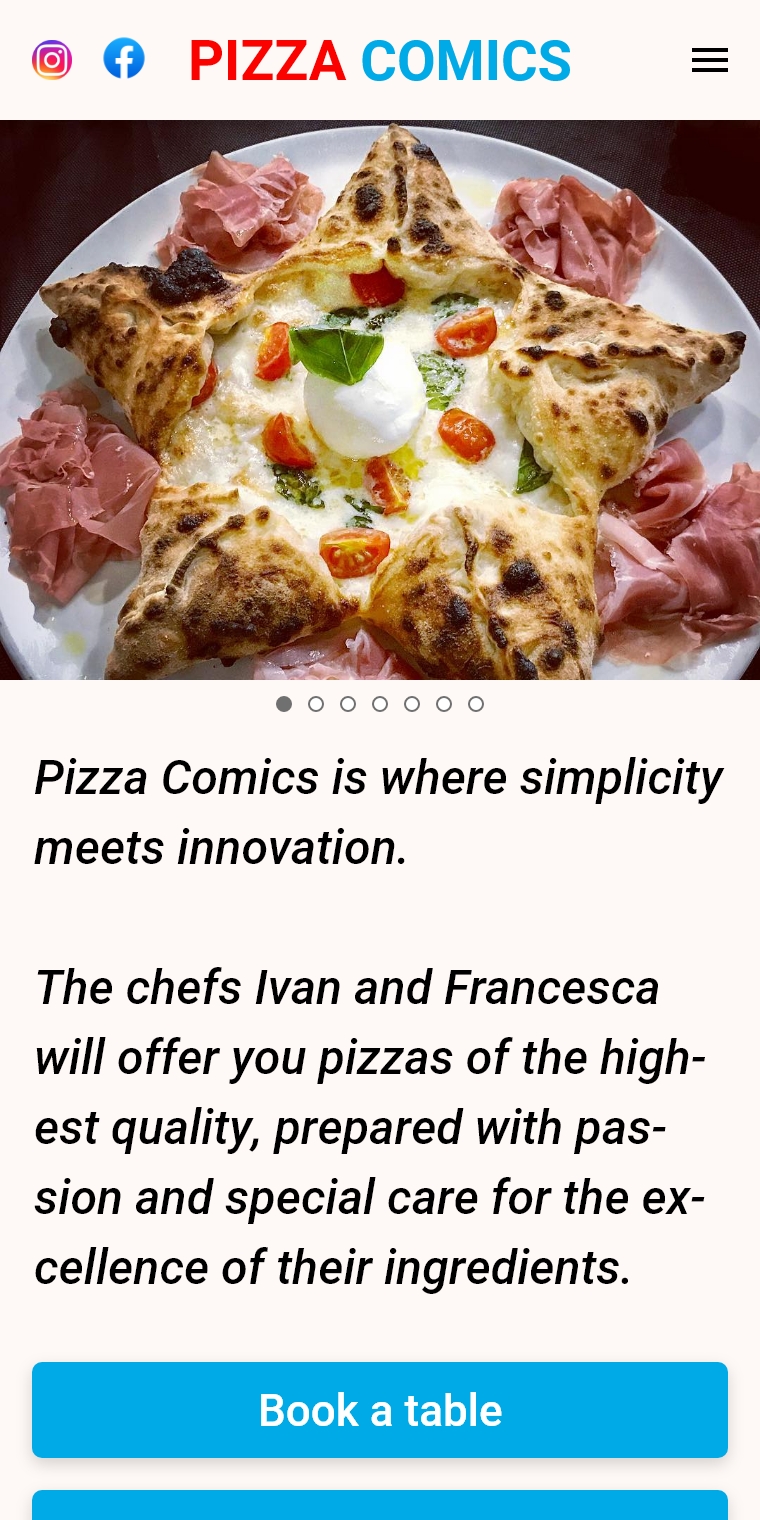 PIZZA COMICS
Pizza Comics is where simplicity
meets innovation.
The chefs Ivan and Francesca
will offer you pizzas of the high-
est quality, prepared with pas-
sion and special care for the ex-
cellence of their ingredients.
Book a table